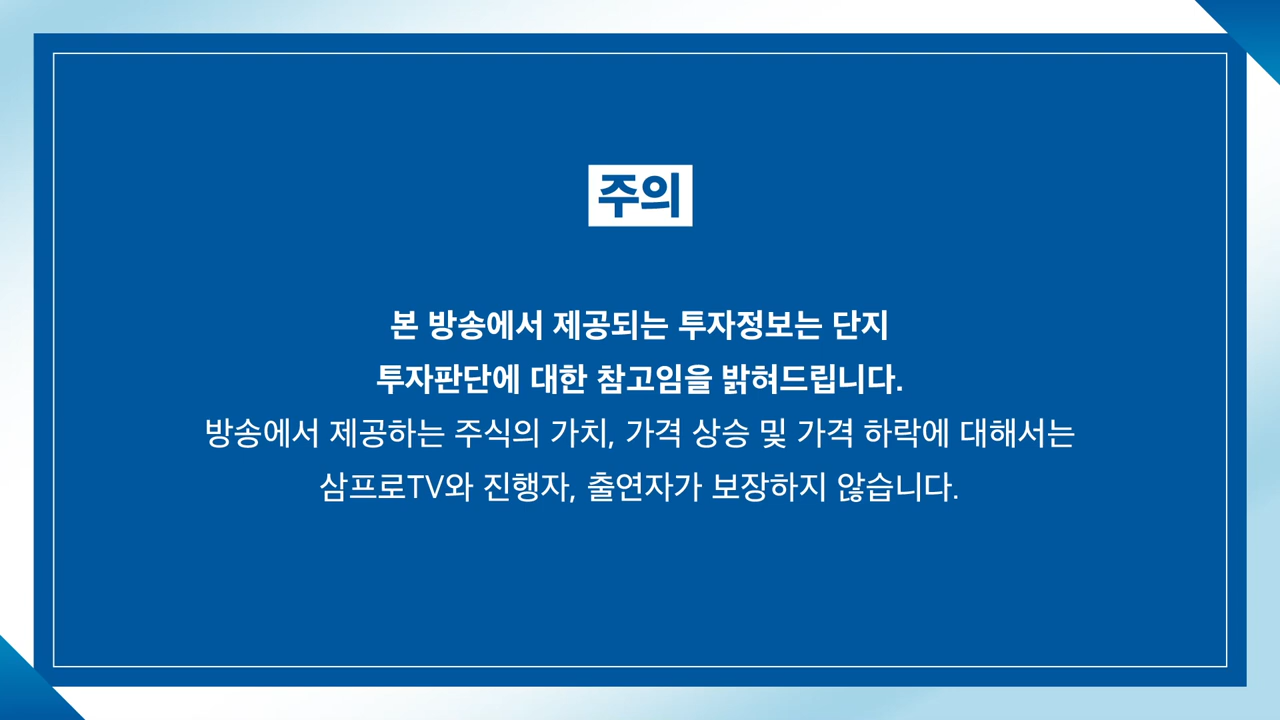 주의
본 방송에서 제공되는 투자정보는 단지
투자판단에 대한 참고임을 밝혀드립니다.
방송에서 제공하는 주식의 가치, 가격 상승 및 가격 하락에 대해서는
삼프로TV와 진행자, 출연자가 보장하지 않습니다.